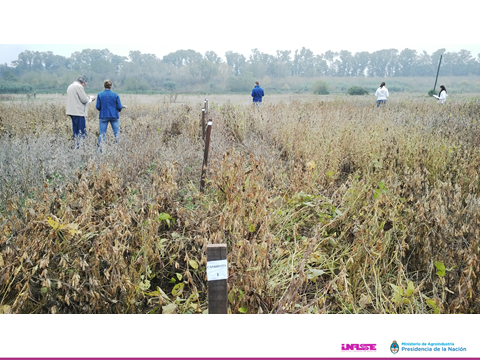 INASE
Ministerio de Agroindustria
Presidencia de la Nación